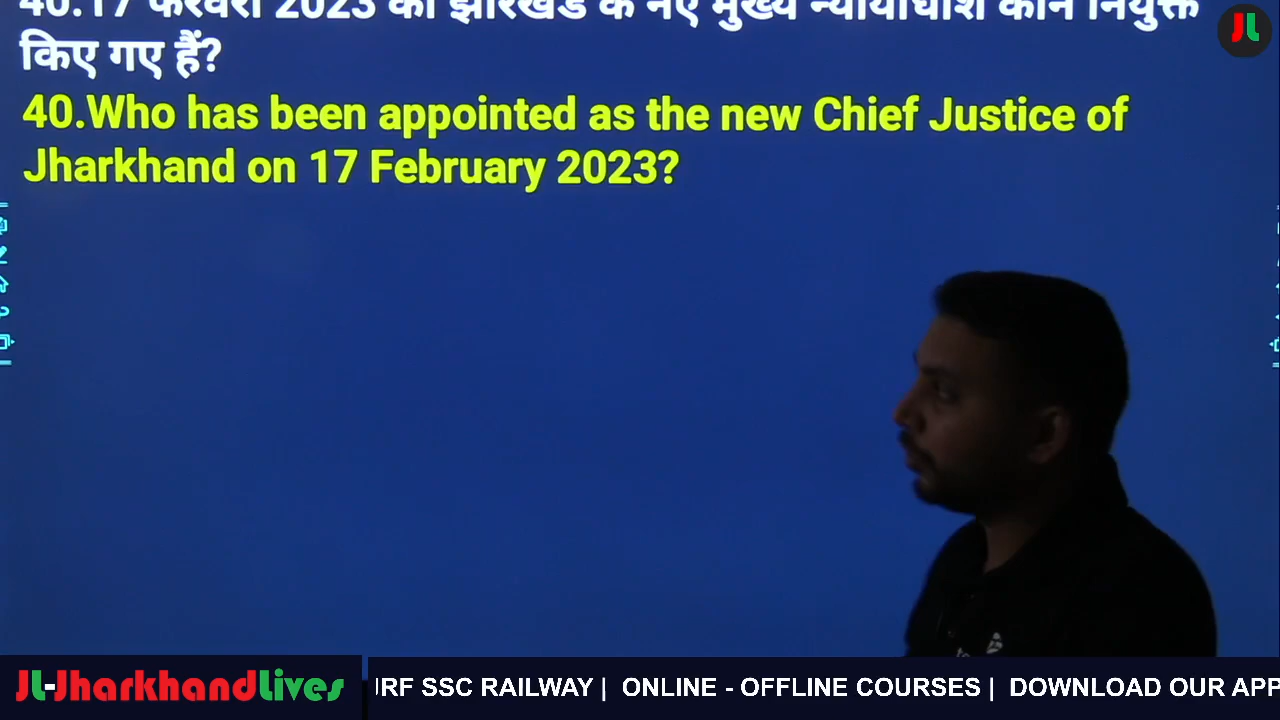 40.17 फरवरी 2023 को झारखंड के नए मुख्य न्यायाधीश कौन नियुक्त
किए गए हैं?
40.Who has been appointed as the new Chief Justice of
Jharkhand on 17 February 2023?
JL
JL-JharkhandLives
IRF SSC RAILWAY | ONLINE - OFFLINE COURSES | DOWNLOAD OUR APP